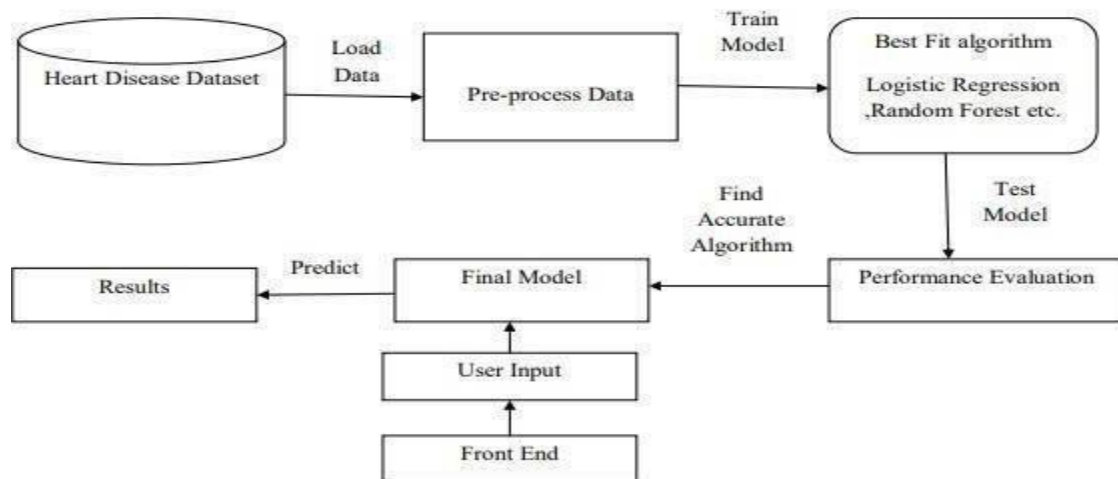 Heart Disease Dataset
Load
Data
Pre-process Data
Train
Model
Best Fit algorithm
Logistic Regression
,Random Forest etc.
Test
Model
Performance Evaluation
Find
Accurate
Algorithm
Final Model
Predict
Results
User Input
Front End